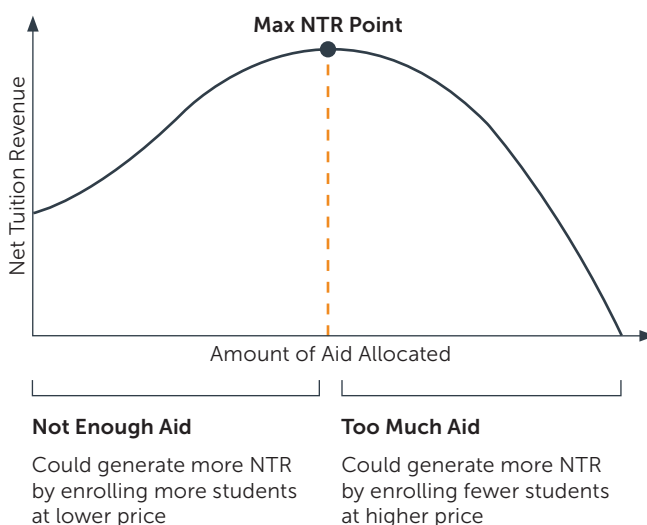 Max NTR Point
Net Tuition Revenue
Amount of Aid Allocated
Not Enough Aid
Could generate more NTR
by enrolling more students
at lower price
Too Much Aid
Could generate more NTR
by enrolling fewer students
at higher price